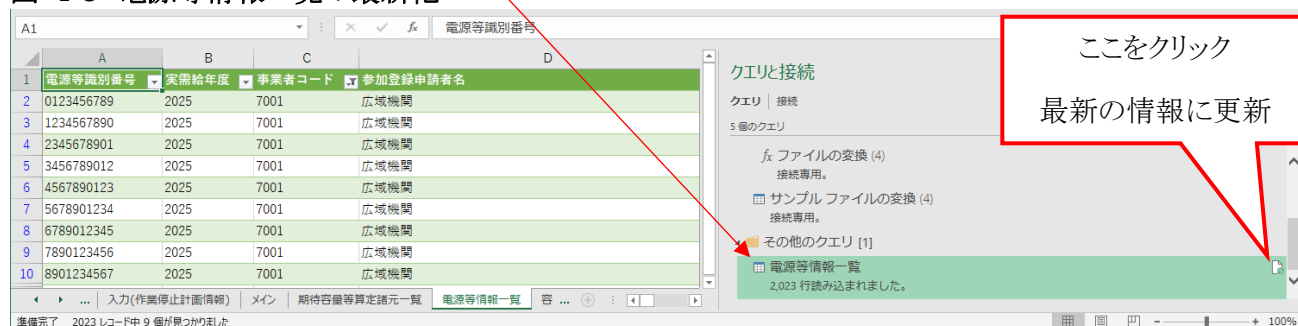 A1
fx 電源等識別番号
A B C D
1 電源等識別番号 実需給年度 事業者コード 参加登録申請者名
2 0123456789 2025 7001 広域機関
3 1234567890 2025 7001 広域機関
4 2345678901 2025 7001 広域機関
5 3456789012 2025 7001 広域機関
6 4567890123 2025 7001 広域機関
7 5678901234 2025 7001 広域機関
8 6789012345 2025 7001 広域機関
9 7890123456 2025 7001 広域機関
10 8901234567 2025 7001 広域機関
... 入力(作業停止計画情報) メイン 期待容量等算定諸元一覧 電源等情報一覧 容 ...
準備完了 2023 レコード中 9 個が見つかりました
100%
クエリと接続
クエリ 接続
5 個のクエリ
fx ファイルの変換 (4)
接続専用。
サンプル ファイルの変換 (4)
接続専用。
その他のクエリ [1]
電源等情報一覧
2,023 行読み込まれました。
ここをクリック
最新の情報に更新